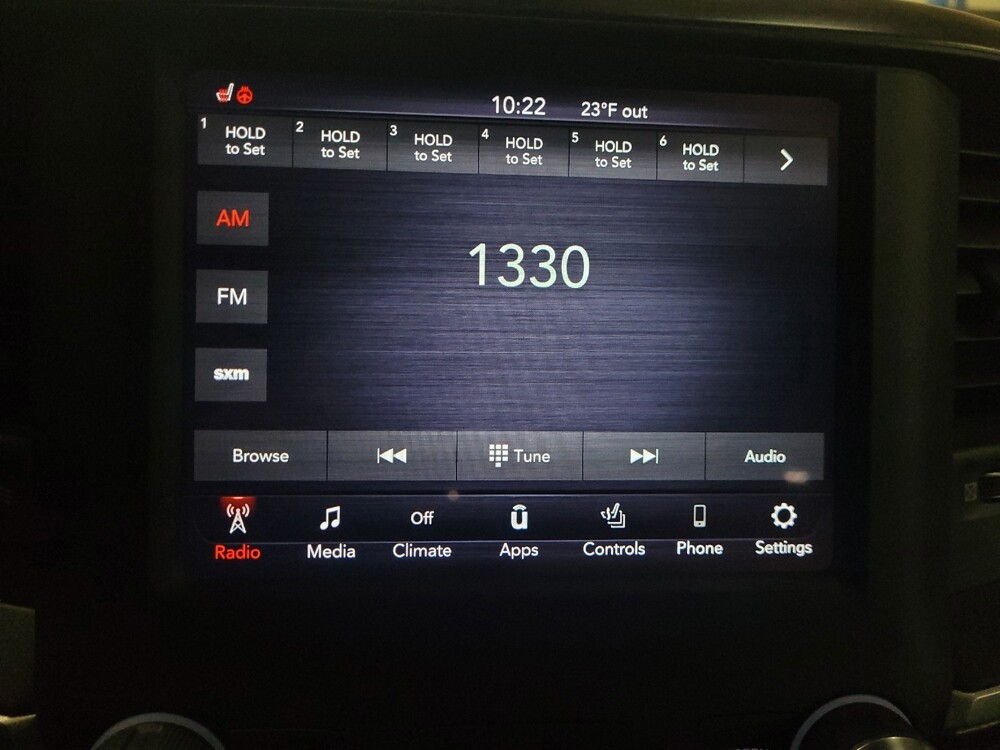 10:22 23°F out
1 HOLD to Set
2 HOLD to Set
3 HOLD to Set
4 HOLD to Set
5 HOLD to Set
6 HOLD to Set
AM
1330
FM
sxm
Browse Tune Audio
Off
Radio Media Climate Apps Controls Phone Settings